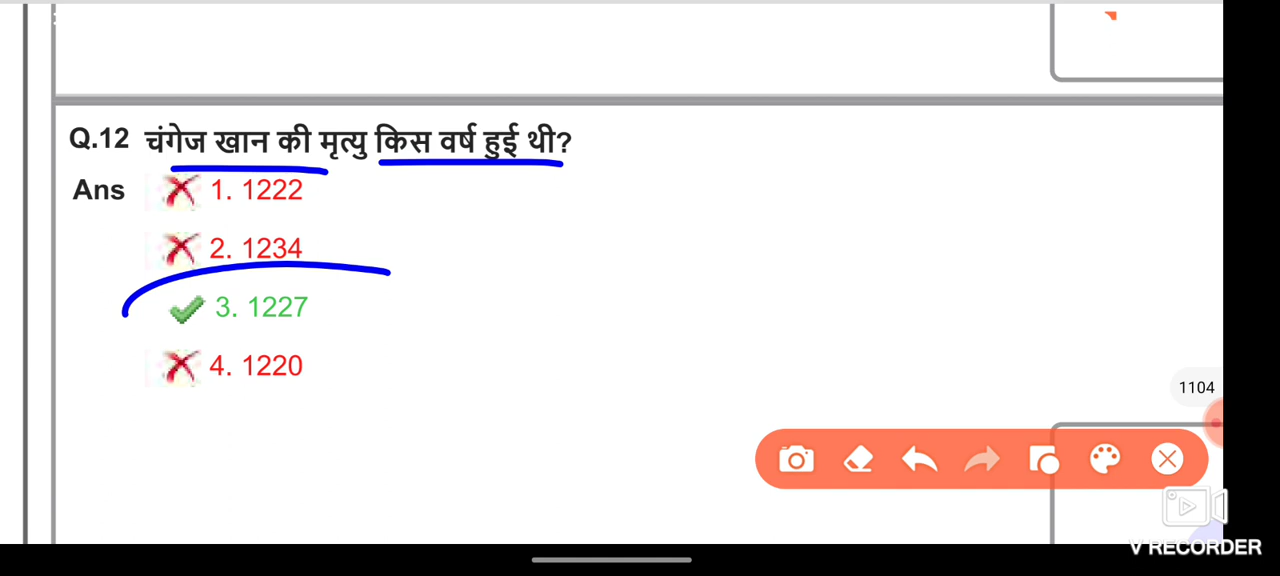 Q.12 चंगेज खान की मृत्यु किस वर्ष हुई थी?
Ans 1. 1222
2. 1234
3. 1227
4. 1220
1104
V RECORDER